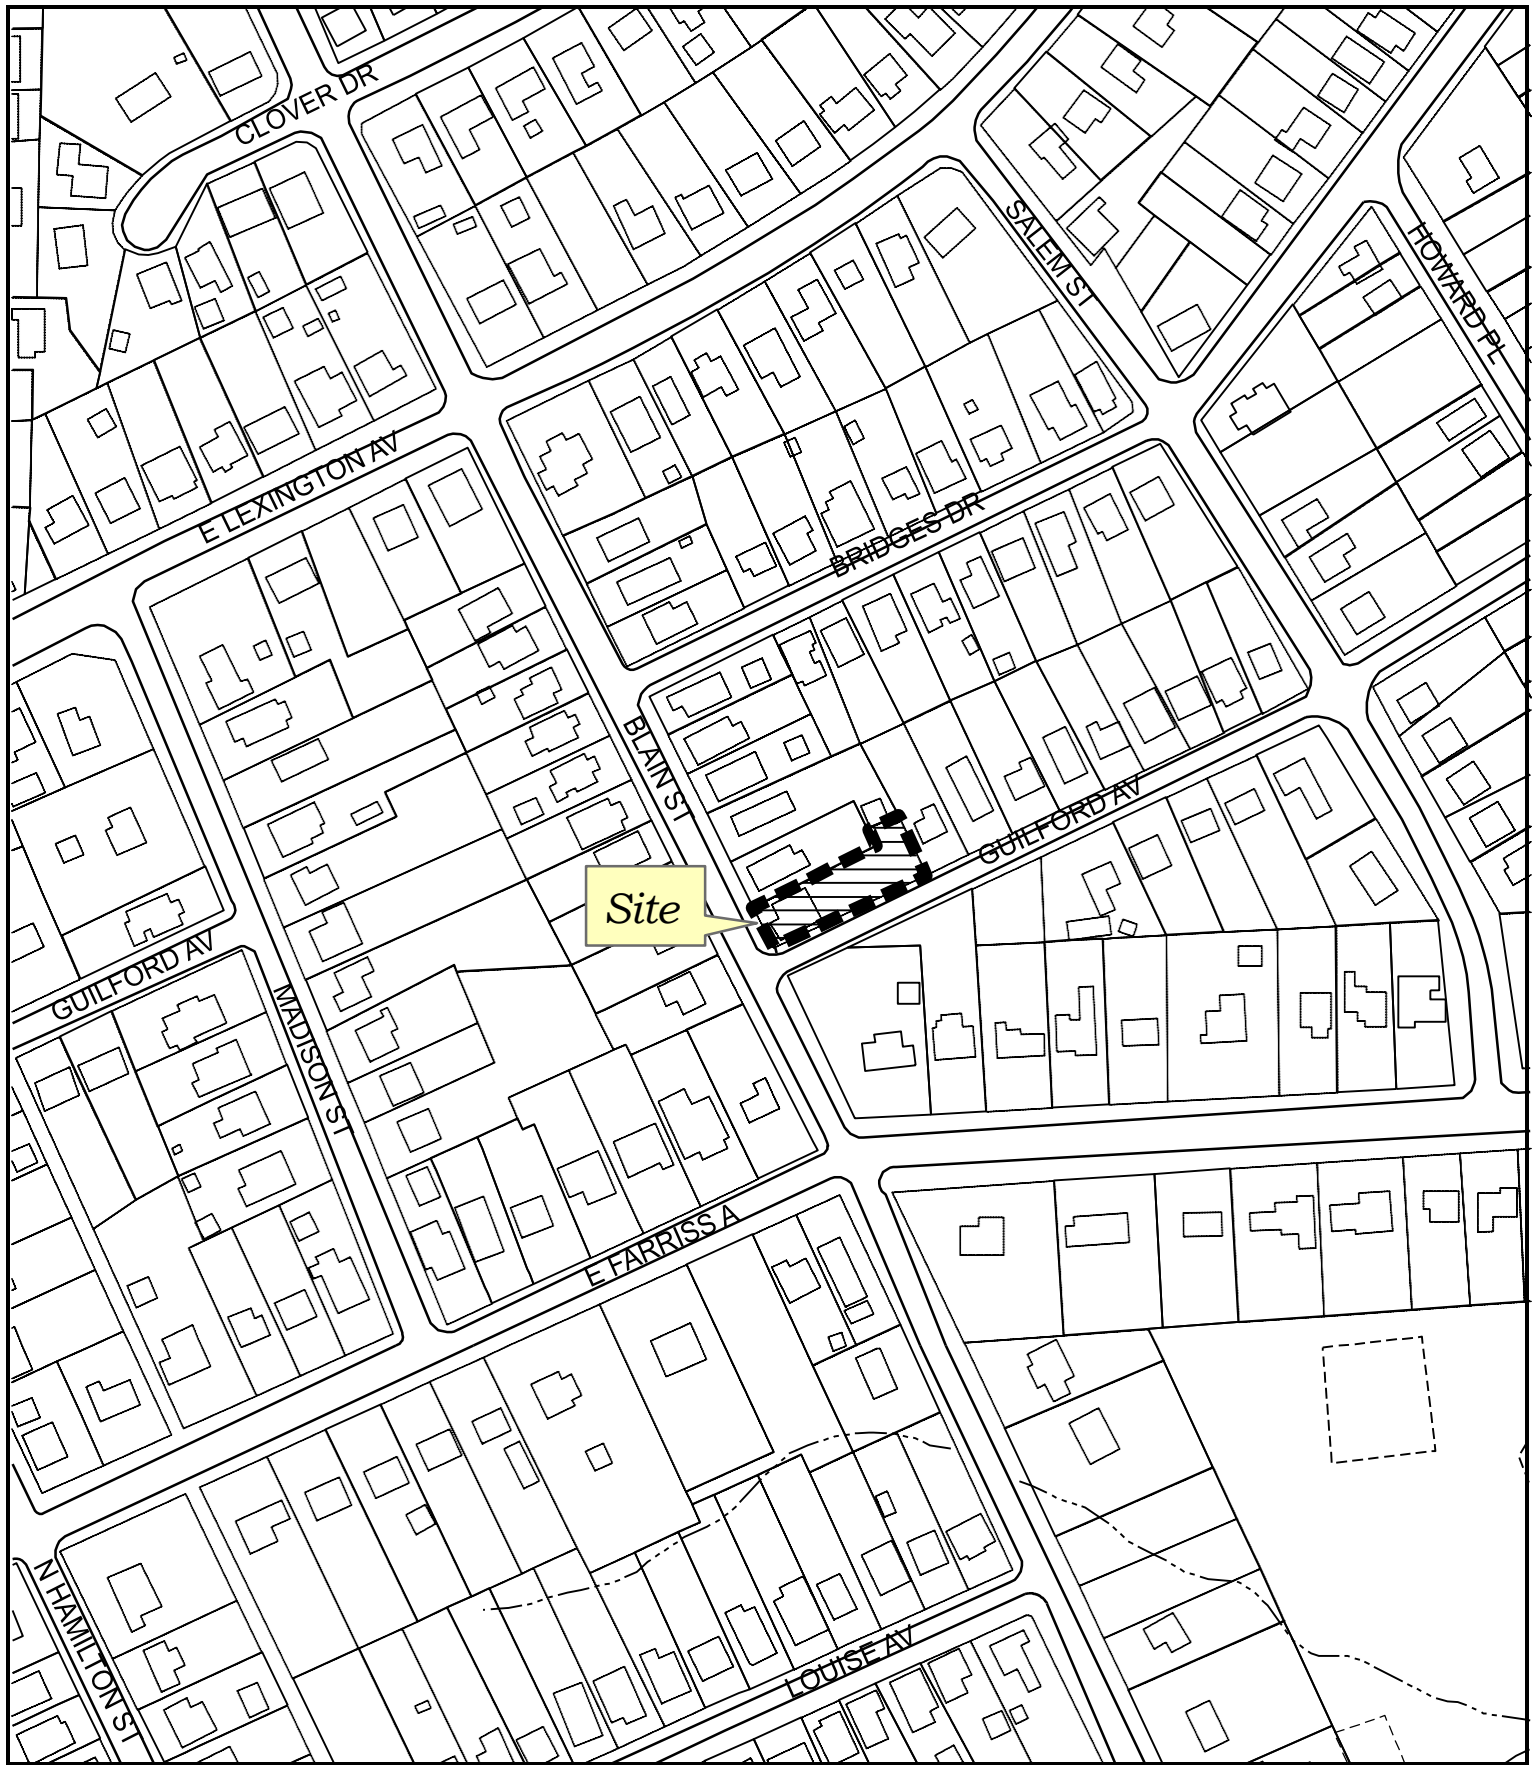 CLOVER DR
SALEM ST
HOWARD PL
E LEXINGTON AV
BRIDGES DR
BLAIN ST
GUILFORD AV
Site
GUILFORD AV
MADISON ST
E FARRISS A
N HAMILTON ST
LOUISE AV